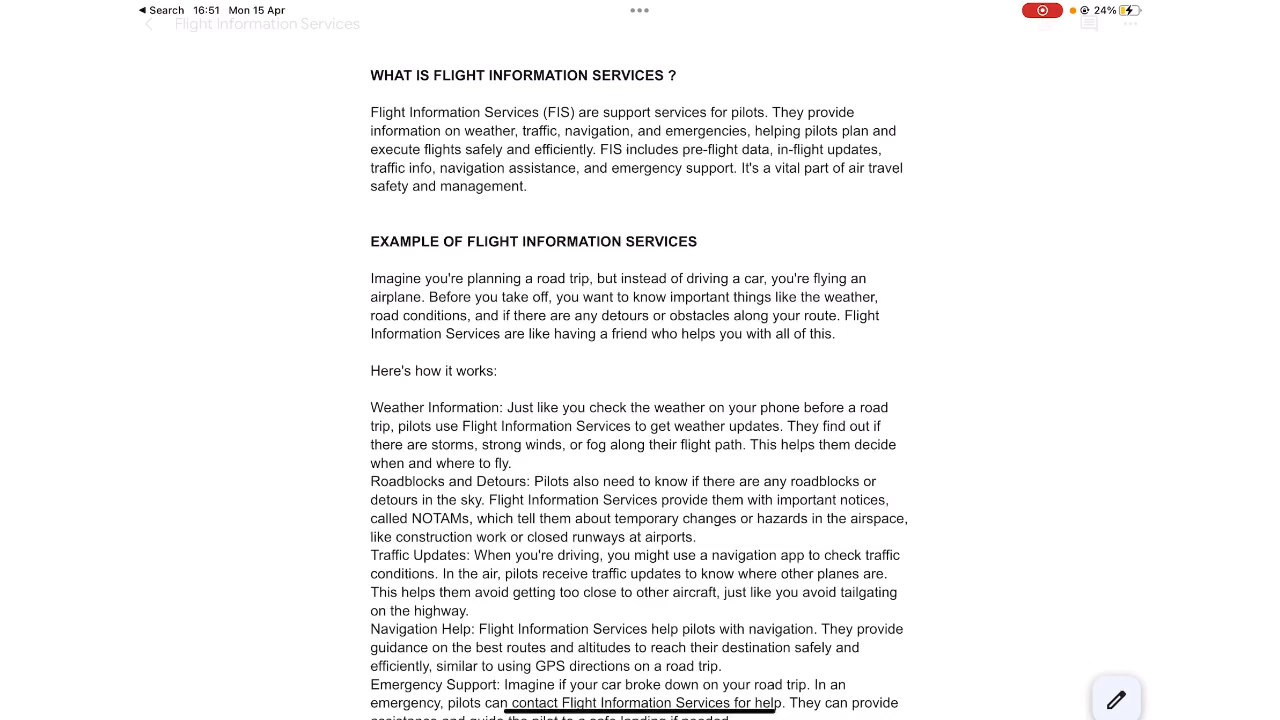 Search 16:51 Mon 15 Apr
24%
Flight Information Services
WHAT IS FLIGHT INFORMATION SERVICES ?
Flight Information Services (FIS) are support services for pilots. They provide
information on weather, traffic, navigation, and emergencies, helping pilots plan and
execute flights safely and efficiently. FIS includes pre-flight data, in-flight updates,
traffic info, navigation assistance, and emergency support. It's a vital part of air travel
safety and management.
EXAMPLE OF FLIGHT INFORMATION SERVICES
Imagine you're planning a road trip, but instead of driving a car, you're flying an
airplane. Before you take off, you want to know important things like the weather,
road conditions, and if there are any detours or obstacles along your route. Flight
Information Services are like having a friend who helps you with all of this.
Here's how it works:
Weather Information: Just like you check the weather on your phone before a road
trip, pilots use Flight Information Services to get weather updates. They find out if
there are storms, strong winds, or fog along their flight path. This helps them decide
when and where to fly.
Roadblocks and Detours: Pilots also need to know if there are any roadblocks or
detours in the sky. Flight Information Services provide them with important notices,
called NOTAMs, which tell them about temporary changes or hazards in the airspace,
like construction work or closed runways at airports.
Traffic Updates: When you're driving, you might use a navigation app to check traffic
conditions. In the air, pilots receive traffic updates to know where other planes are.
This helps them avoid getting too close to other aircraft, just like you avoid tailgating
on the highway.
Navigation Help: Flight Information Services help pilots with navigation. They provide
guidance on the best routes and altitudes to reach their destination safely and
efficiently, similar to using GPS directions on a road trip.
Emergency Support: Imagine if your car broke down on your road trip. In an
emergency, pilots can contact Flight Information Services for help. They can provide
assistance and guide the pilot to a safe landing if needed.